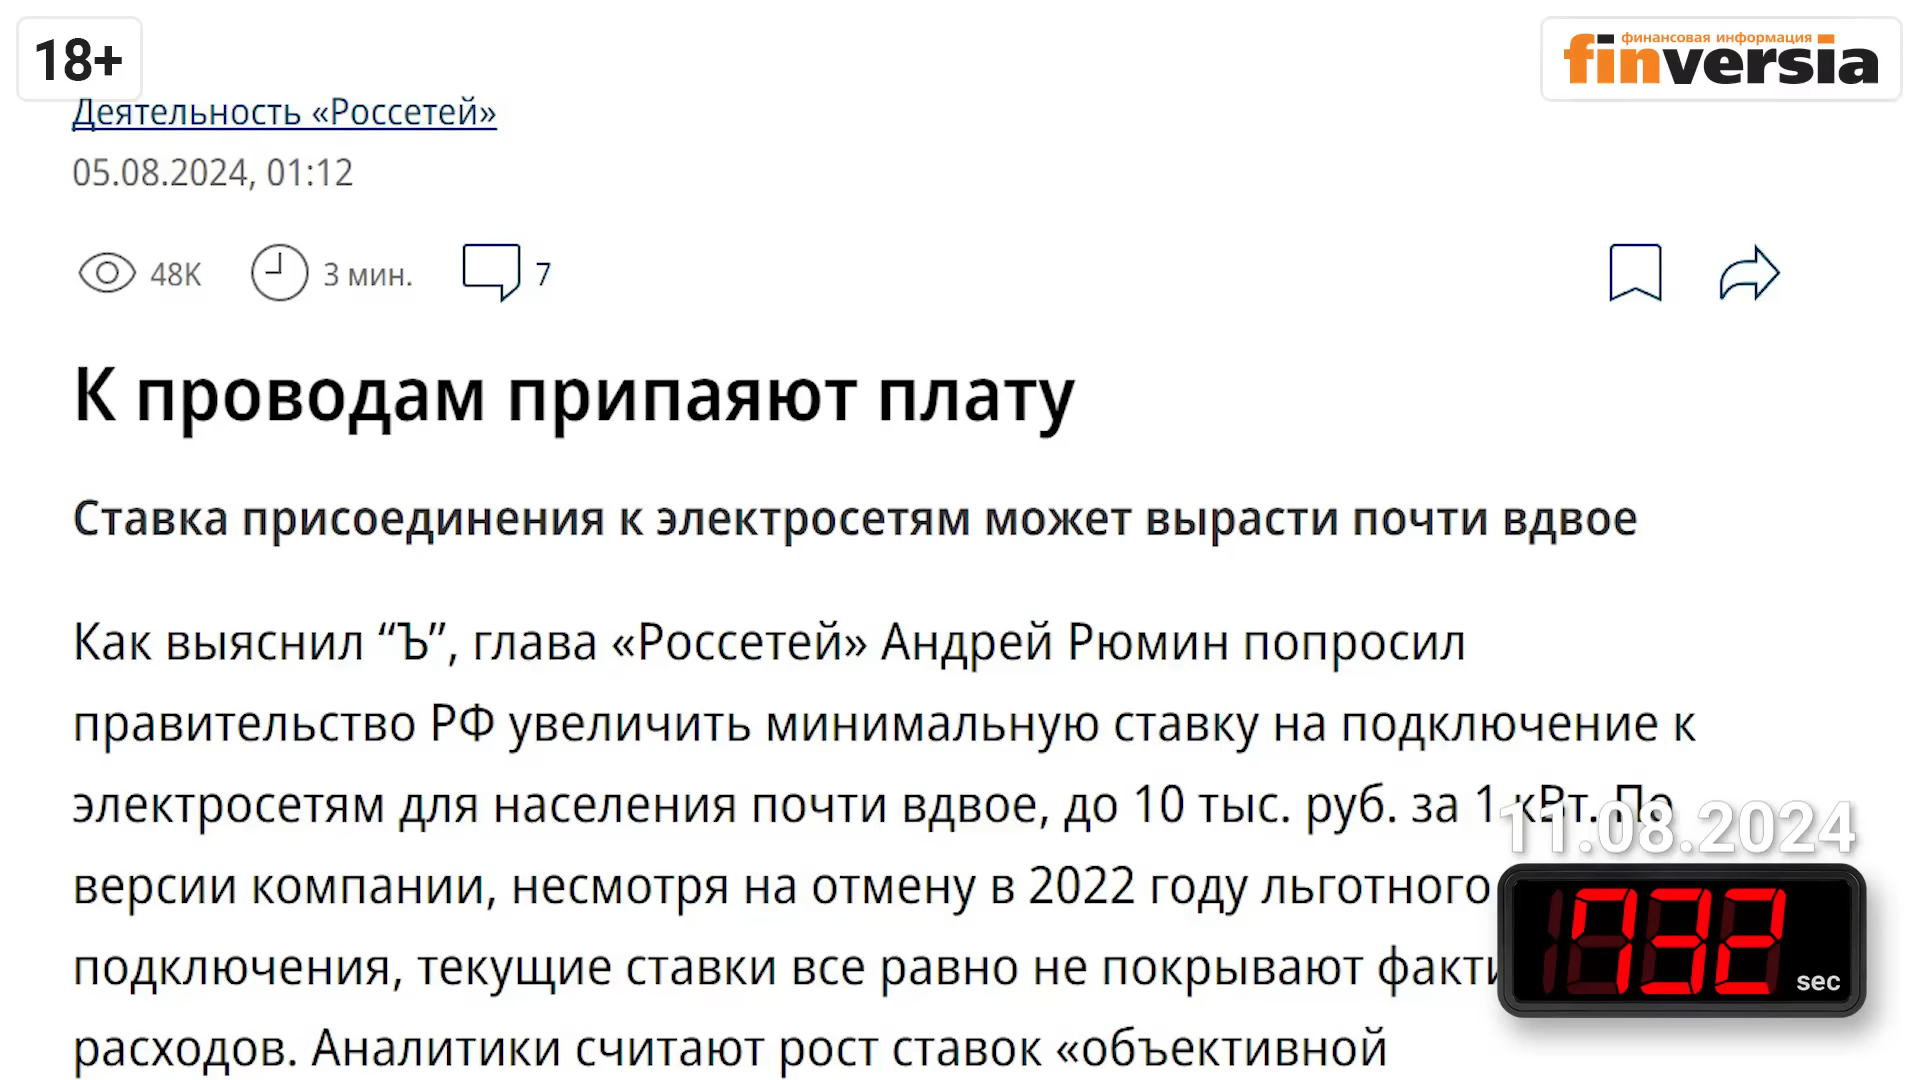 18+
финансовая информация
finversia
Деятельность «Россетей»
05.08.2024, 01:12
48K 3 мин. 7
К проводам припаяют плату
Ставка присоединения к электросетям может вырасти почти вдвое
Как выяснил “Ъ”, глава «Россетей» Андрей Рюмин попросил
правительство РФ увеличить минимальную ставку на подключение к
электросетям для населения почти вдвое, до 10 тыс. руб. за 1 кВт. По
версии компании, несмотря на отмену в 2022 году льготного
подключения, текущие ставки все равно не покрывают факти
расходов. Аналитики считают рост ставок «объективной
11.08.2024
732 sec